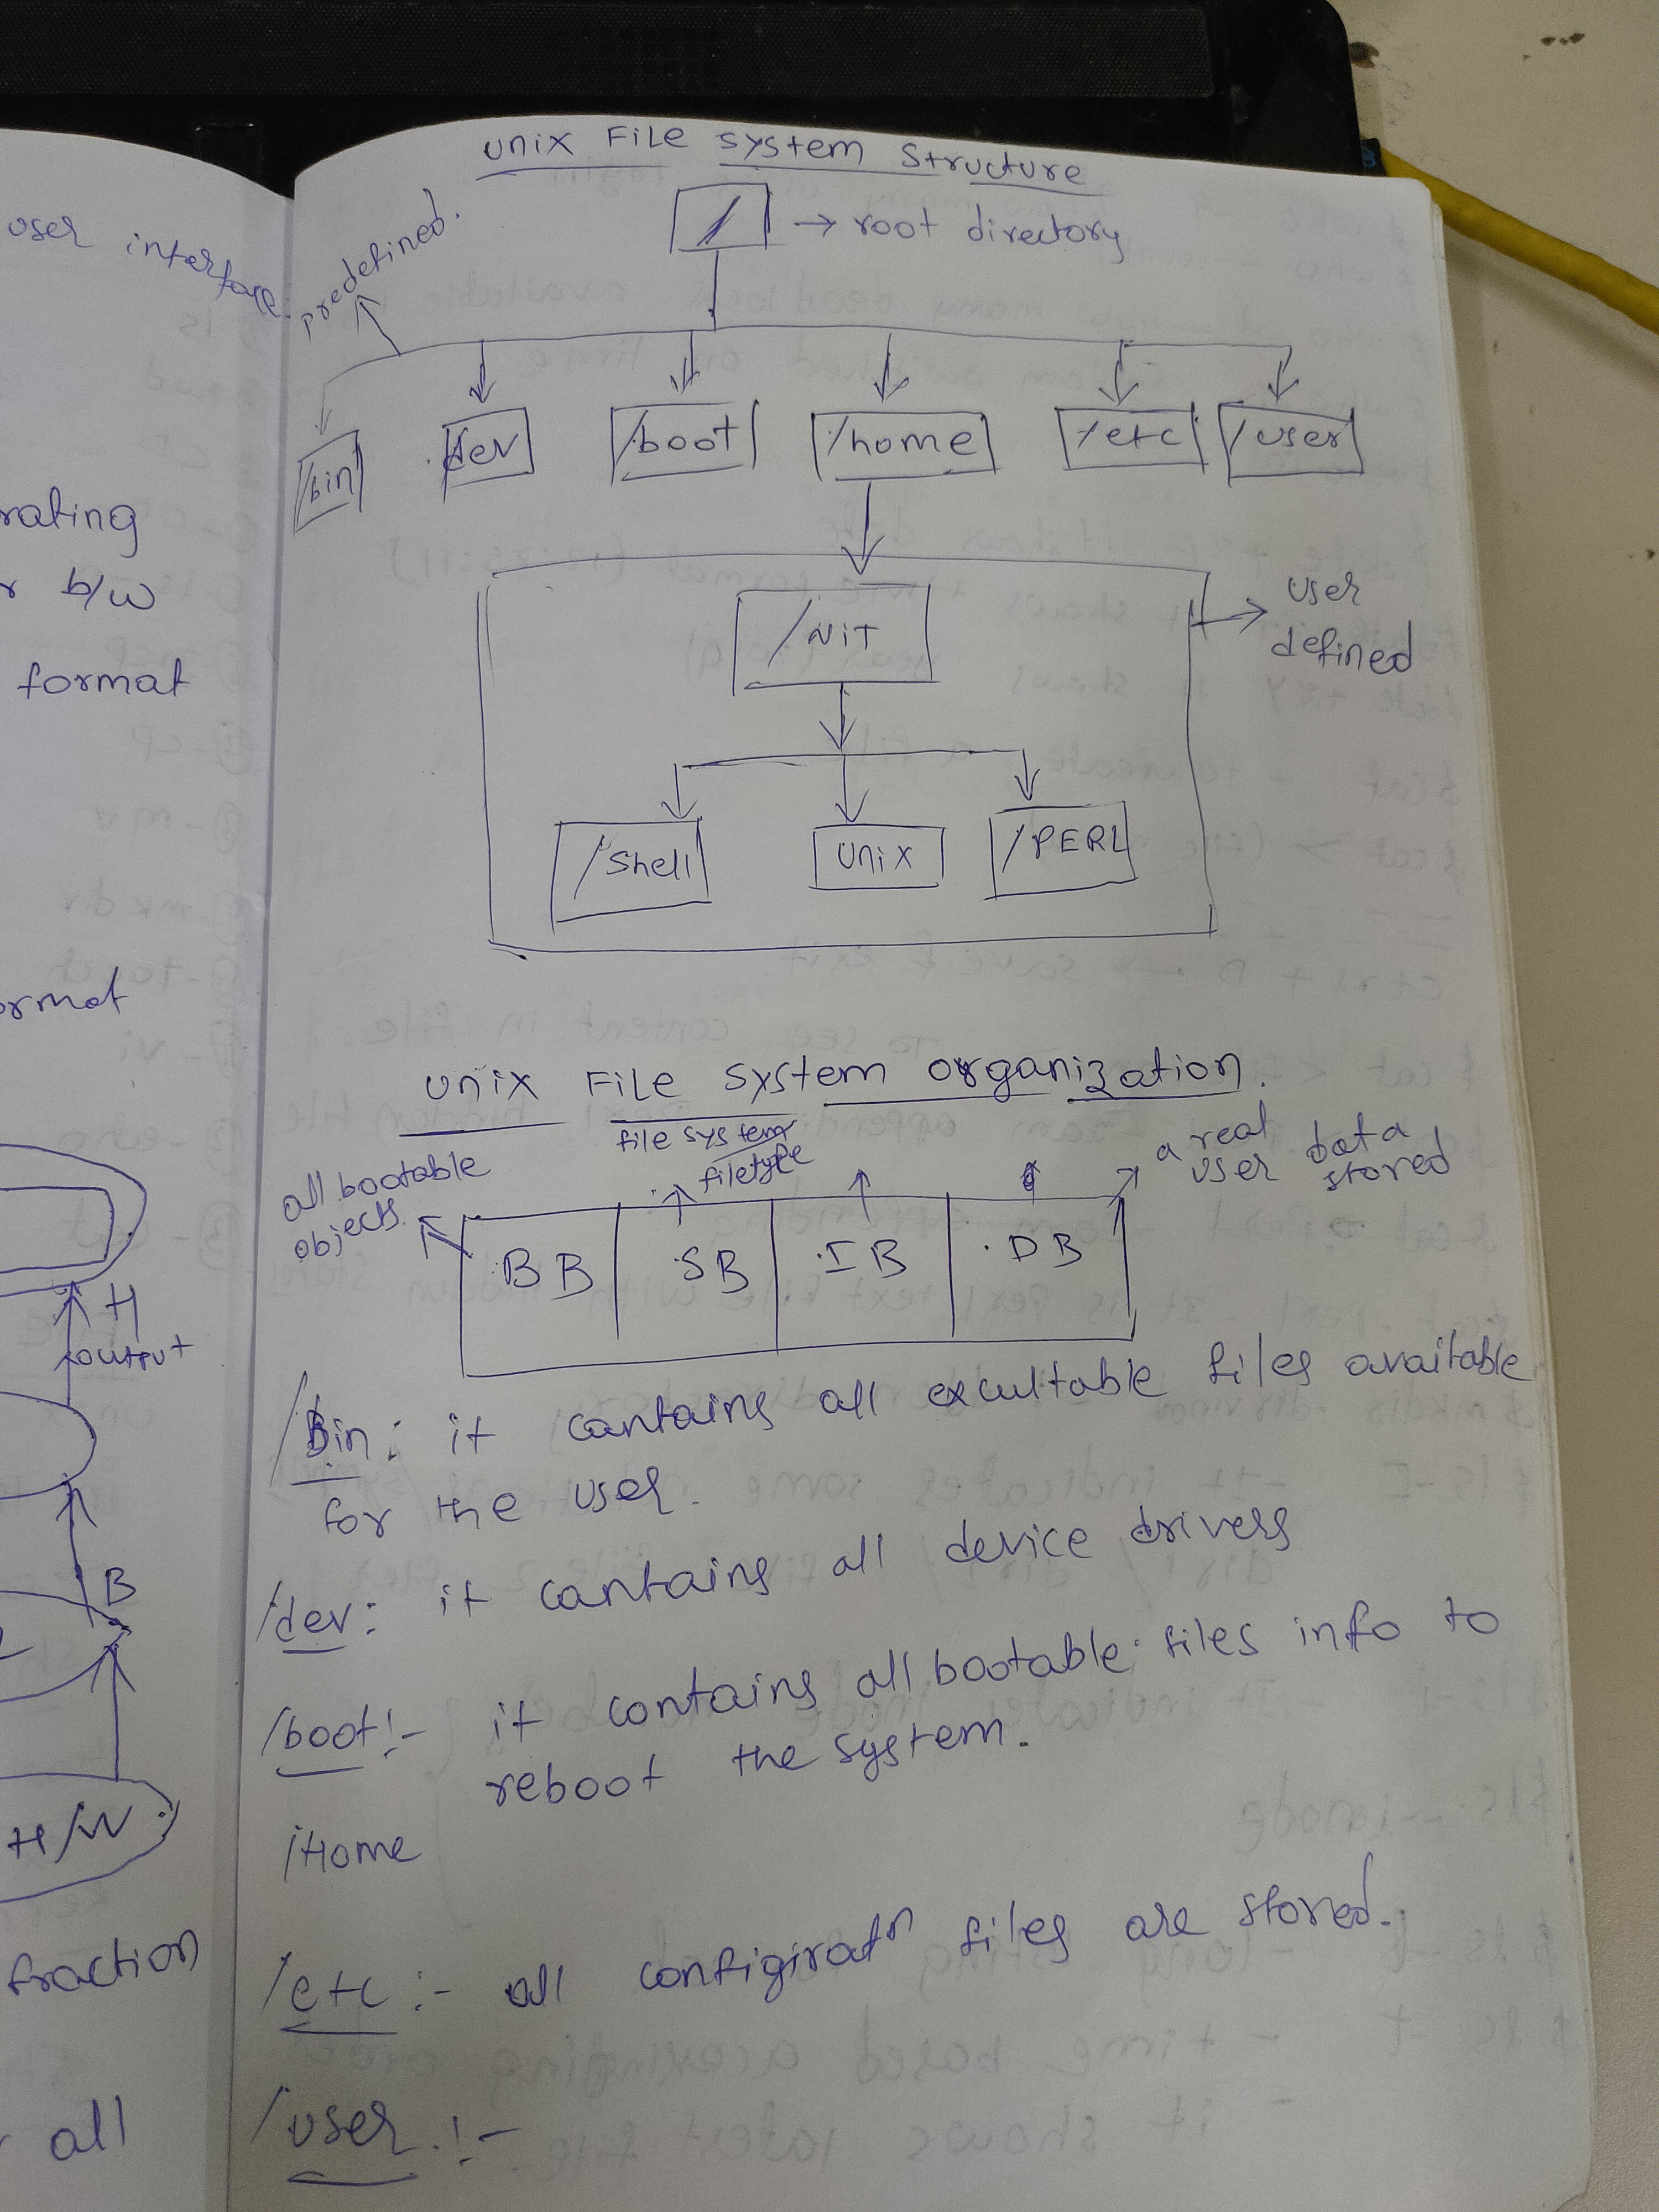 user interface.
rating
r b/w
format
ormat
H
output
B
H/W
fraction
all
Unix File system Structure
/ → root directory
predefined.
/bin
/dev
/boot
/home
/etc
/user
/NIT
user
defined
/Shell
Unix
/PERL
Unix File system organization.
file system
filetype
all bootable
objects.
a real
user data
stored
BB
SB
IB
DB
/Bin: it contains all excultable files available
for the user.
/dev: it contains all device drivers
/boot:- it contains all bootable files info to
reboot the system.
/Home
/etc:- all configiratn files are stored.
/user:-